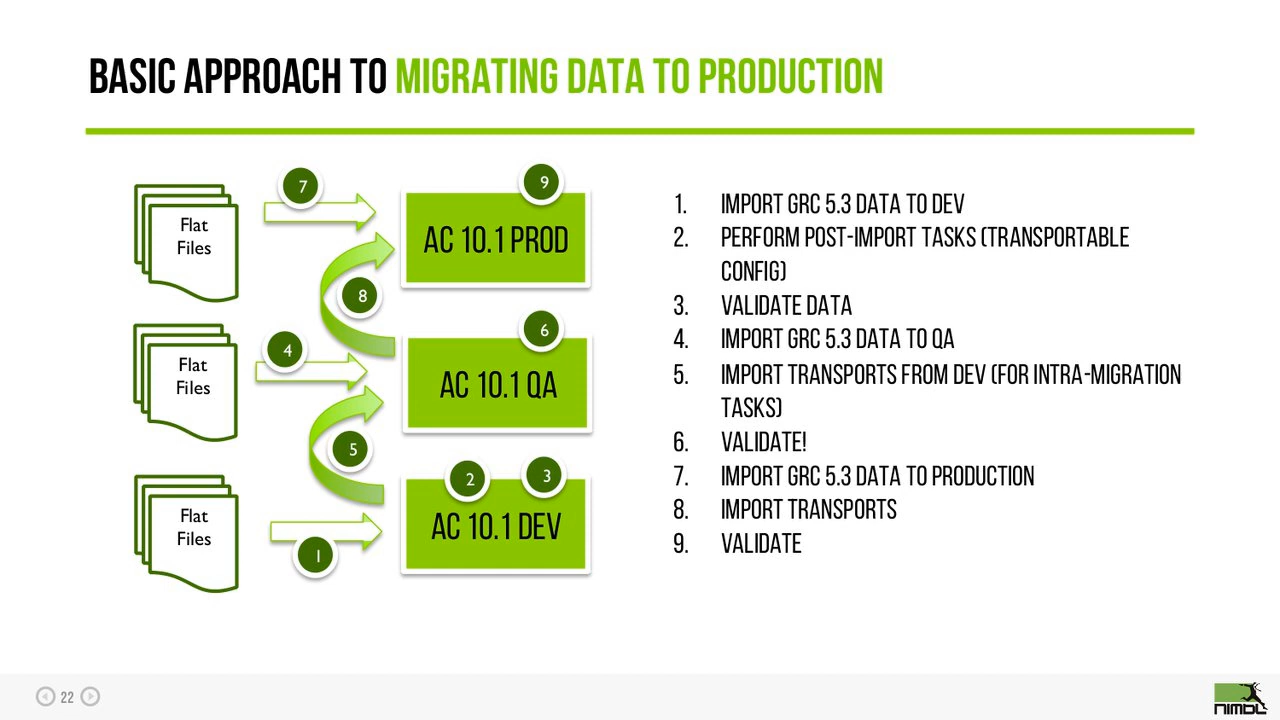 BASIC APPROACH TO MIGRATING DATA TO PRODUCTION
Flat
Files
7
9
AC 10.1 PROD
8
Flat
Files
4
6
AC 10.1 QA
5
Flat
Files
2
3
AC 10.1 DEV
1
1. IMPORT GRC 5.3 DATA TO DEV
2. PERFORM POST-IMPORT TASKS (TRANSPORTABLE
CONFIG)
3. VALIDATE DATA
4. IMPORT GRC 5.3 DATA TO QA
5. IMPORT TRANSPORTS FROM DEV (FOR INTRA-MIGRATION
TASKS)
6. VALIDATE!
7. IMPORT GRC 5.3 DATA TO PRODUCTION
8. IMPORT TRANSPORTS
9. VALIDATE
22
nimbl